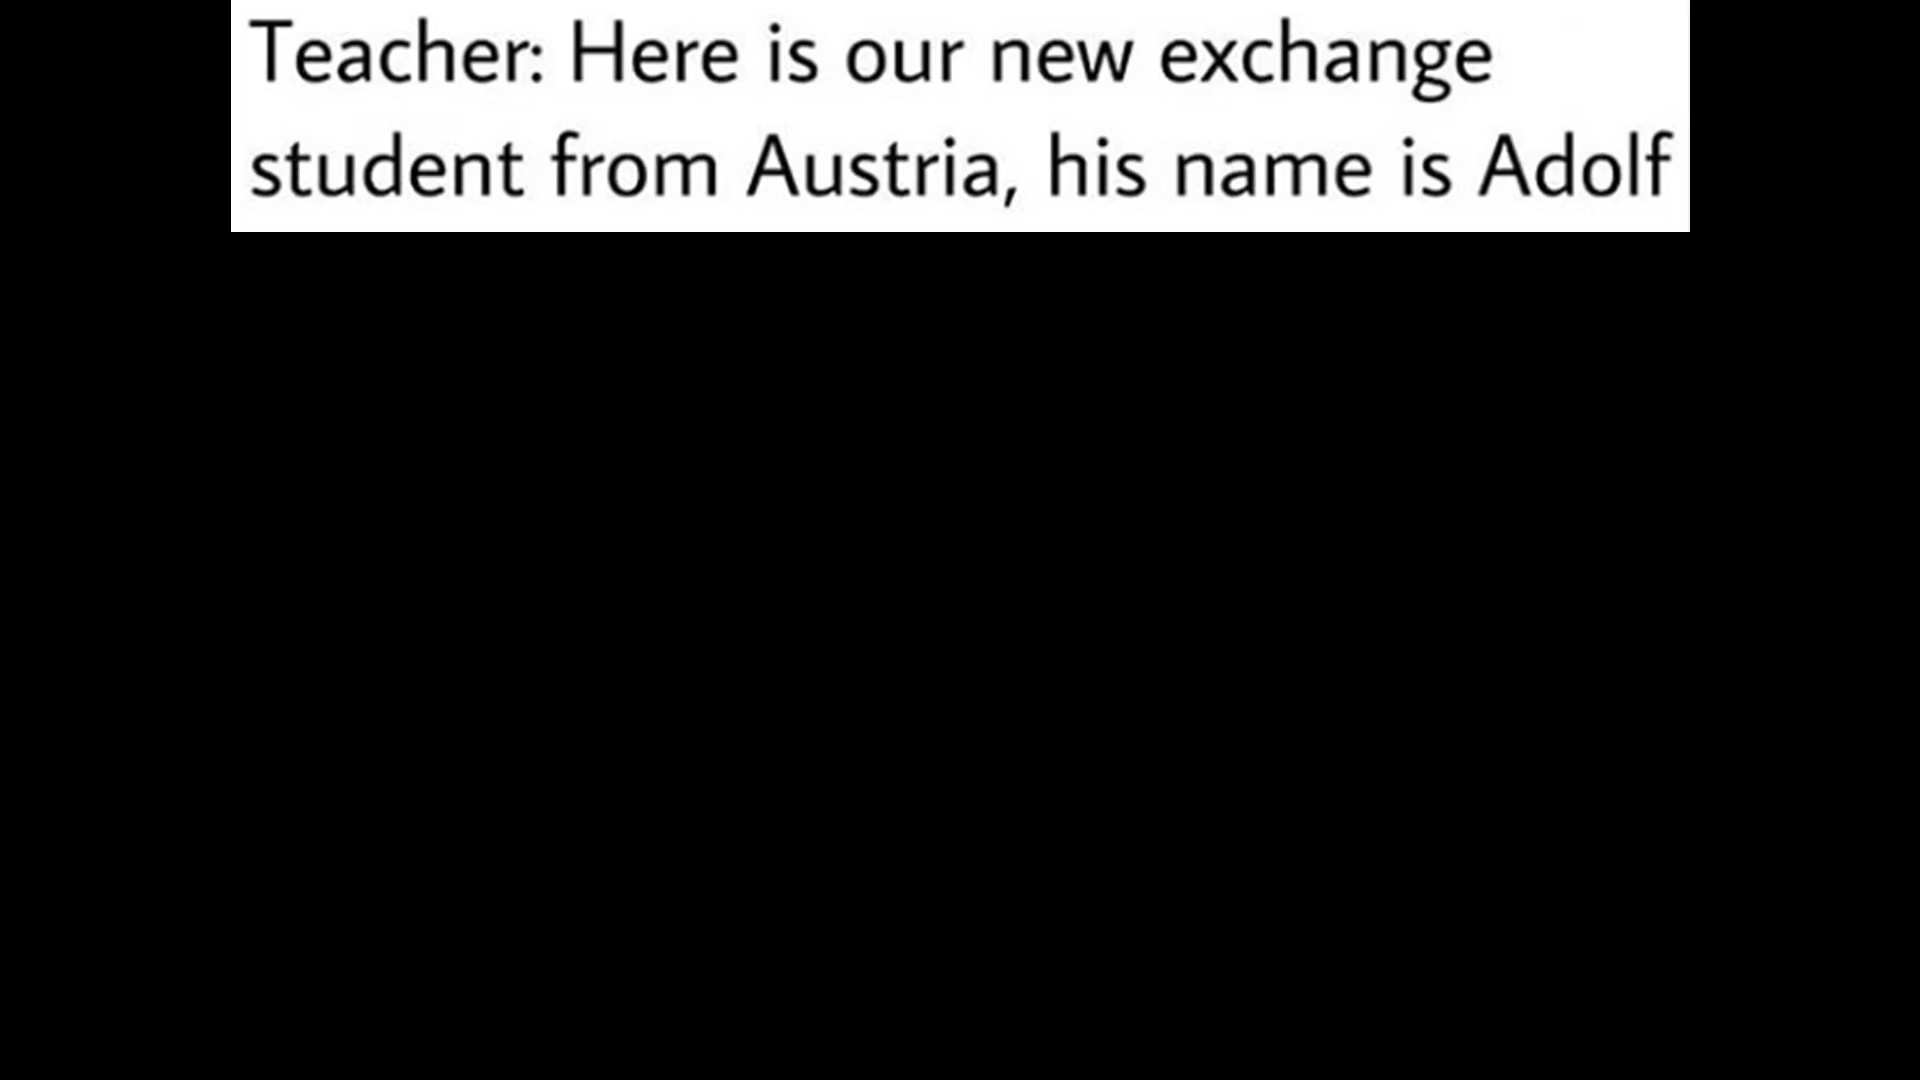 Teacher: Here is our new exchange
student from Austria, his name is Adolf